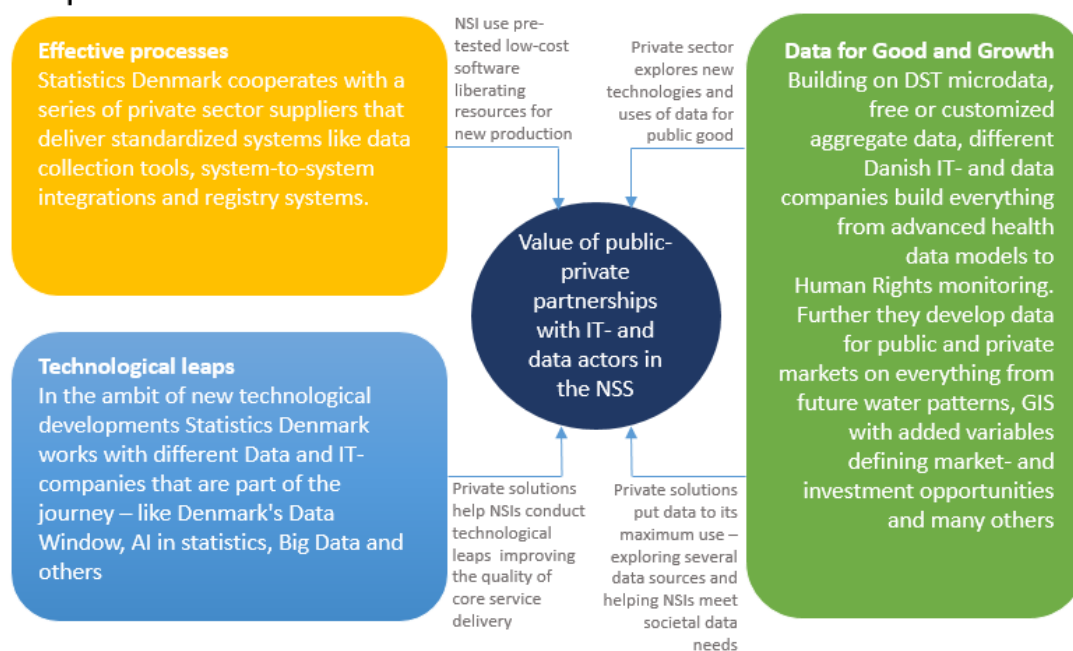 Effective processes
Statistics Denmark cooperates with a
series of private sector suppliers that
deliver standardized systems like data
collection tools, system-to-system
integrations and registry systems.
NSI use pre-
tested low-cost
software
liberating
resources for
new production
Private sector
explores new
technologies and
uses of data for
public good
Data for Good and Growth
Building on DST microdata,
free or customized
aggregate data, different
Danish IT- and data
companies build everything
from advanced health
data models to
Human Rights monitoring.
Further they develop data
for public and private
markets on everything from
future water patterns, GIS
with added variables
defining market- and
investment opportunities
and many others
Value of public-
private
partnerships
with IT- and
data actors in
the NSS
Technological leaps
In the ambit of new technological
developments Statistics Denmark
works with different Data and IT-
companies that are part of the
journey – like Denmark's Data
Window, AI in statistics, Big Data and
others
Private solutions
help NSIs conduct
technological
leaps improving
the quality of
core service
delivery
Private solutions
put data to its
maximum use –
exploring several
data sources and
helping NSIs meet
societal data
needs